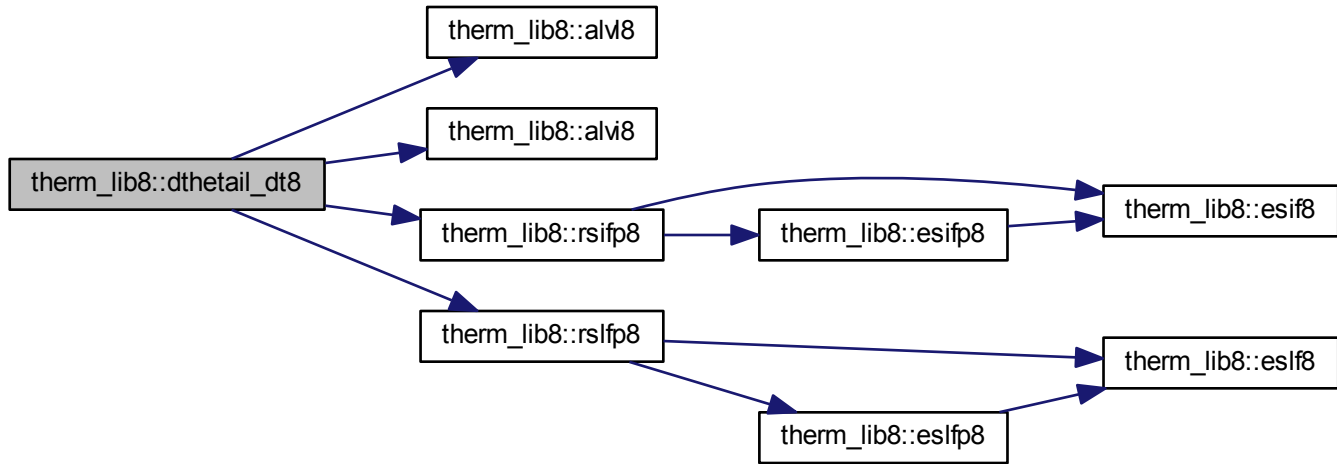 therm_lib8::alvl8
therm_lib8::alvi8
therm_lib8::dthetail_dt8
therm_lib8::rsifp8
therm_lib8::esifp8
therm_lib8::esif8
therm_lib8::rslfp8
therm_lib8::eslf8
therm_lib8::eslfp8